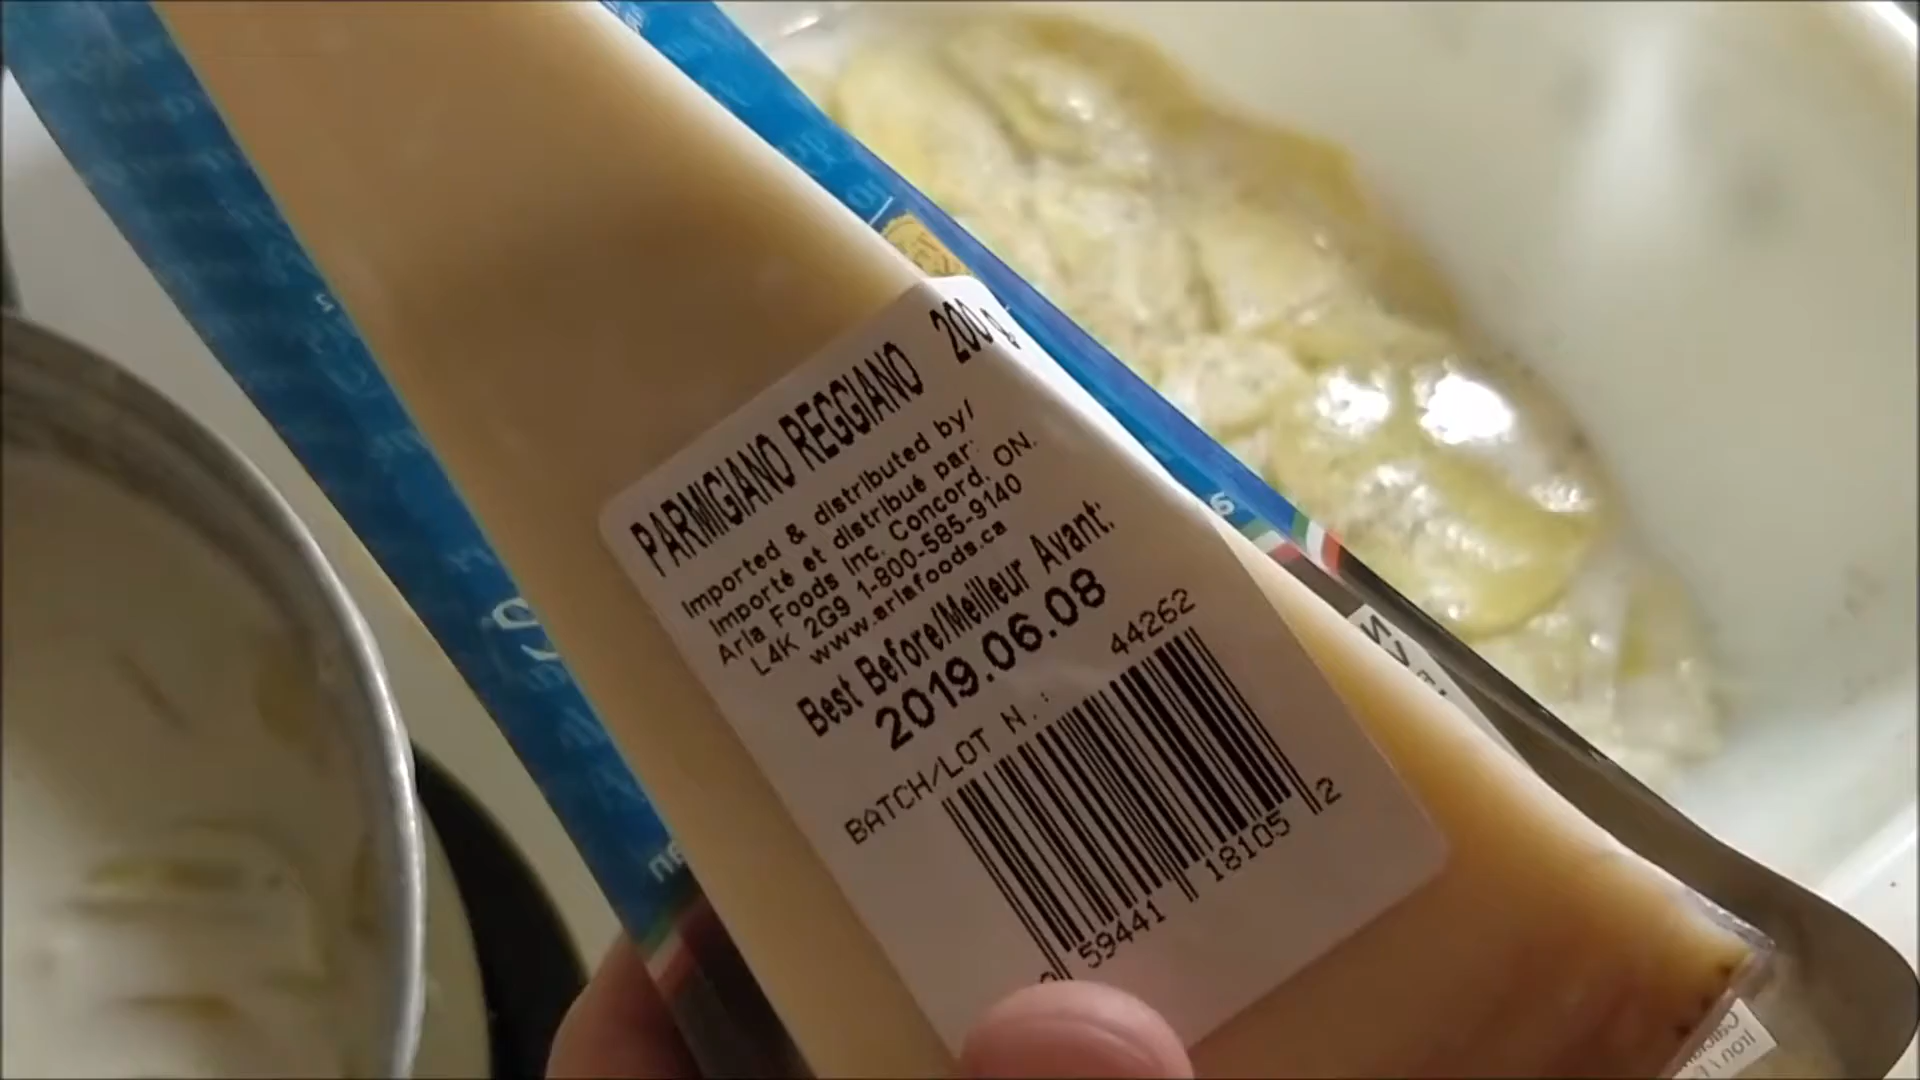 PARMIGIANO REGGIANO 200 g
Imported & distributed by/
Importé et distribué par:
Arla Foods Inc. Concord, ON.
L4K 2G9 1-800-585-9140
www.arlafoods.ca
Best Before/Meilleur Avant:
2019.06.08
BATCH/LOT N.: 44262
59441 18105 2